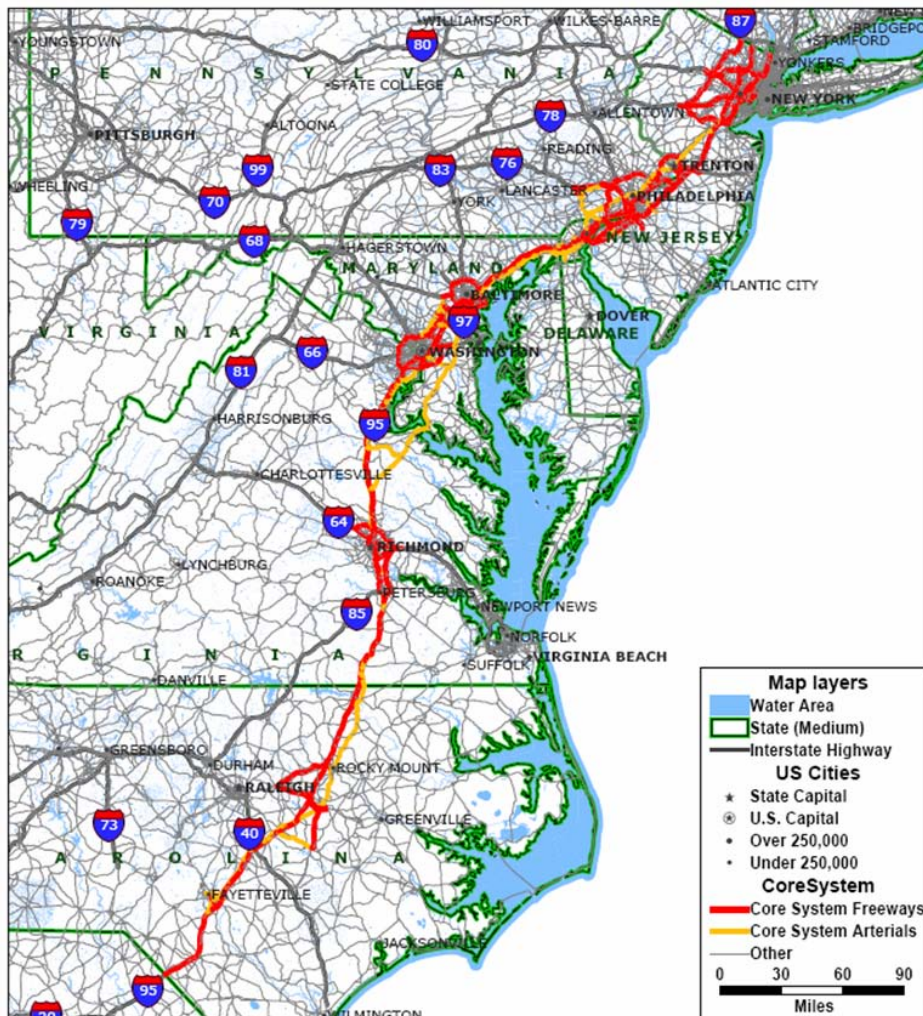 87
WILLIAMSPORT
WILKES-BARRE
NEW
BRIDGEPO
YOUNGSTOWN
80
STAMFORD
YONKERS
P E N N S Y L V A N I A
STATE COLLEGE
NEW YORK
78
ALLENTOWN
PITTSBURGH
ALTOONA
READING
99
83
76
TRENTON
WHEELING
70
LANCASTER
PHILADELPHIA
YORK
79
68
NEW JERSEY
HAGERSTOWN
MARYLAND
ATLANTIC CITY
BALTIMORE
DOVER
97
DELAWARE
V I R G I N I A
66
WASHINGTON
81
HARRISONBURG
95
CHARLOTTESVILLE
64
RICHMOND
LYNCHBURG
ROANOKE
PETERSBURG
85
NEWPORT NEWS
NORFOLK
R G I N I A
VIRGINIA BEACH
SUFFOLK
DANVILLE
GREENSBORO
DURHAM
ROCKY MOUNT
RALEIGH
73
40
GREENVILLE
A R O L I N A
FAYETTEVILLE
JACKSONVILLE
95
20
WILMINGTON
Map layers
Water Area
State (Medium)
Interstate Highway
US Cities
State Capital
U.S. Capital
Over 250,000
Under 250,000
CoreSystem
Core System Freeways
Core System Arterials
Other
0 30 60 90
Miles